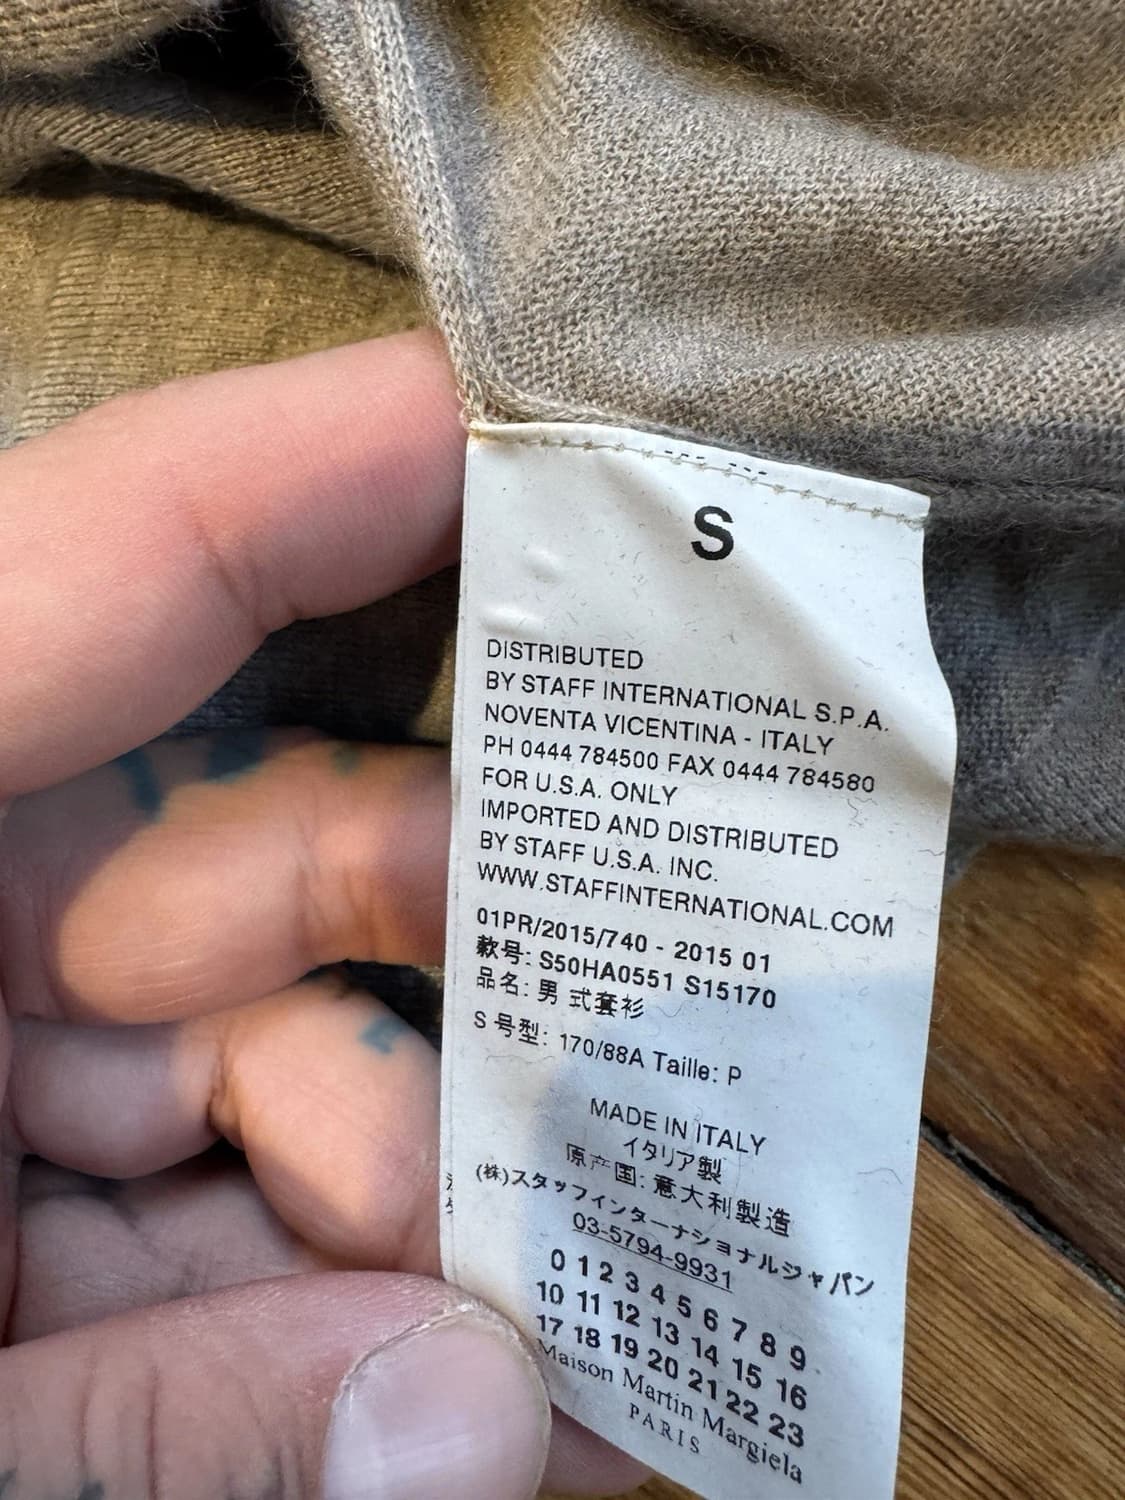 S
DISTRIBUTED
BY STAFF INTERNATIONAL S.P.A.
NOVENTA VICENTINA - ITALY
PH 0444 784500 FAX 0444 784580
FOR U.S.A. ONLY
IMPORTED AND DISTRIBUTED
BY STAFF U.S.A. INC.
WWW.STAFFINTERNATIONAL.COM
01PR/2015/740 - 2015 01
款号: S50HA0551 S15170
品名: 男 式套衫
S 号型: 170/88A Taille: P
MADE IN ITALY
イタリア製
原产国: 意大利製造
(株)スタッフインターナショナルジャパン
03-5794-9931
0 1 2 3 4 5 6 7 8 9
10 11 12 13 14 15 16
17 18 19 20 21 22 23
Maison Martin Margiela
PARIS